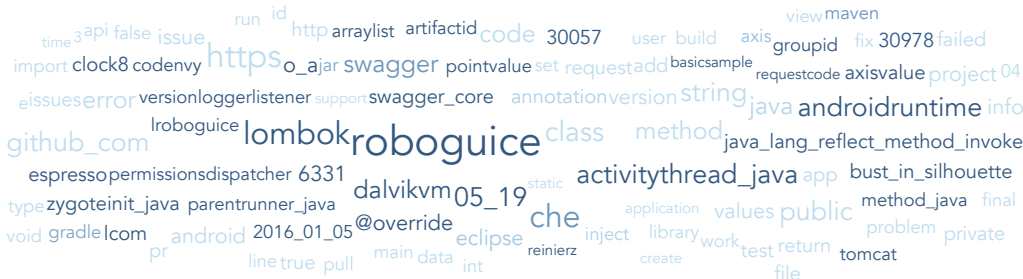 run id view maven
time 3 api false issue http arraylist artifactid code 30057 user build axis groupid fix 30978 failed
import clock8 codenvy https o_a jar swagger pointvalue set request add basicsample requestcode axisvalue project 04
e issues error versionloggerlistener support swagger_core annotation version string java androidruntime info
github_com lroboguice lombok roboguice class method java_lang_reflect_method_invoke
espresso permissionsdispatcher 6331 dalvikvm 05_19 static activitythread_java app bust_in_silhouette
type zygoteinit_java parentrunner_java @override che application values public method_java final
void gradle lcom android 2016_01_05 eclipse reinierz inject library work test return problem private
pr line true pull main data int create file tomcat